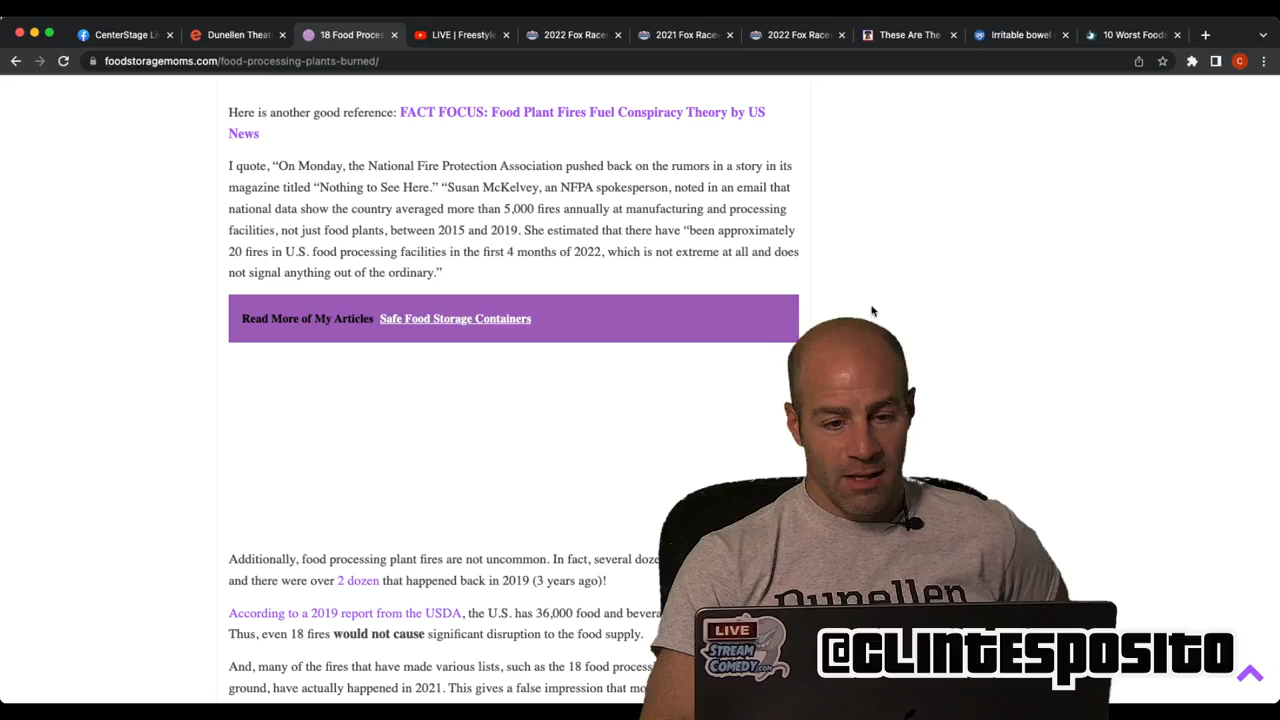 CenterStage Li
Dunellen Theat
18 Food Proces
LIVE | Freestyle
2022 Fox Race
2021 Fox Racev
2022 Fox Racev
These Are The
Irritable bowel
10 Worst Foods
foodstoragemoms.com/food-processing-plants-burned/
C
Here is another good reference: FACT FOCUS: Food Plant Fires Fuel Conspiracy Theory by US
News
I quote, “On Monday, the National Fire Protection Association pushed back on the rumors in a story in its
magazine titled “Nothing to See Here.” “Susan McKelvey, an NFPA spokesperson, noted in an email that
national data show the country averaged more than 5,000 fires annually at manufacturing and processing
facilities, not just food plants, between 2015 and 2019. She estimated that there have “been approximately
20 fires in U.S. food processing facilities in the first 4 months of 2022, which is not extreme at all and does
not signal anything out of the ordinary.”
Read More of My Articles Safe Food Storage Containers
Additionally, food processing plant fires are not uncommon. In fact, several doze
and there were over 2 dozen that happened back in 2019 (3 years ago)!
According to a 2019 report from the USDA, the U.S. has 36,000 food and bevera
Thus, even 18 fires would not cause significant disruption to the food supply.
And, many of the fires that have made various lists, such as the 18 food process
ground, have actually happened in 2021. This gives a false impression that mo
Dunellen
LIVE
STREAM
COMEDY.com
@CLINTESPOSITO